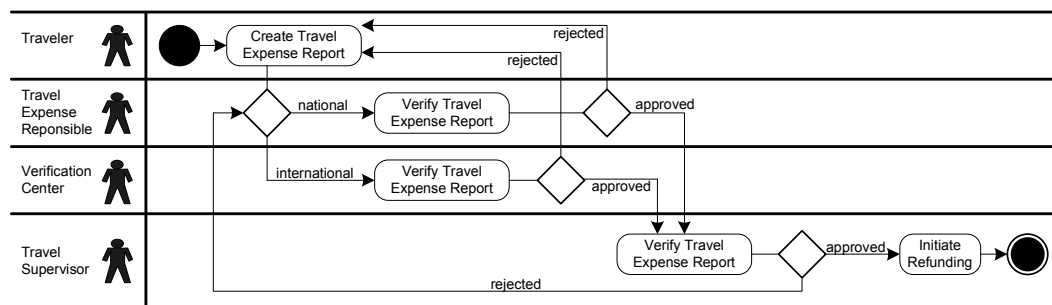 Traveler
Create Travel
Expense Report
rejected
rejected
Travel
Expense
Reponsible
national
Verify Travel
Expense Report
approved
Verification
Center
international
Verify Travel
Expense Report
approved
Travel
Supervisor
Verify Travel
Expense Report
approved
Initiate
Refunding
rejected